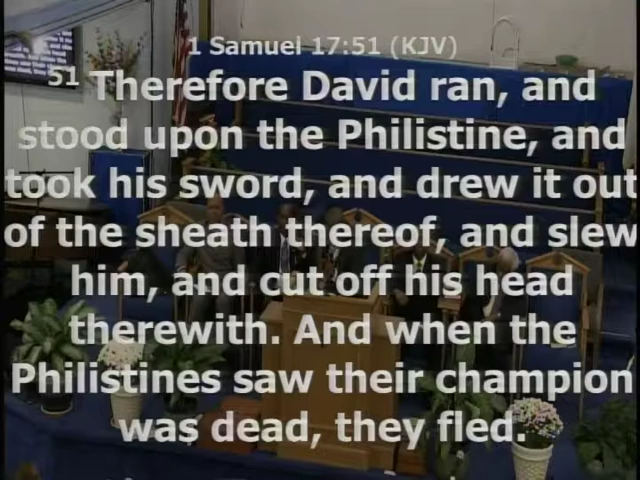 1 Samuel 17:51 (KJV)
51 Therefore David ran, and
stood upon the Philistine, and
took his sword, and drew it out
of the sheath thereof, and slew
him, and cut off his head
therewith. And when the
Philistines saw their champion
was dead, they fled.